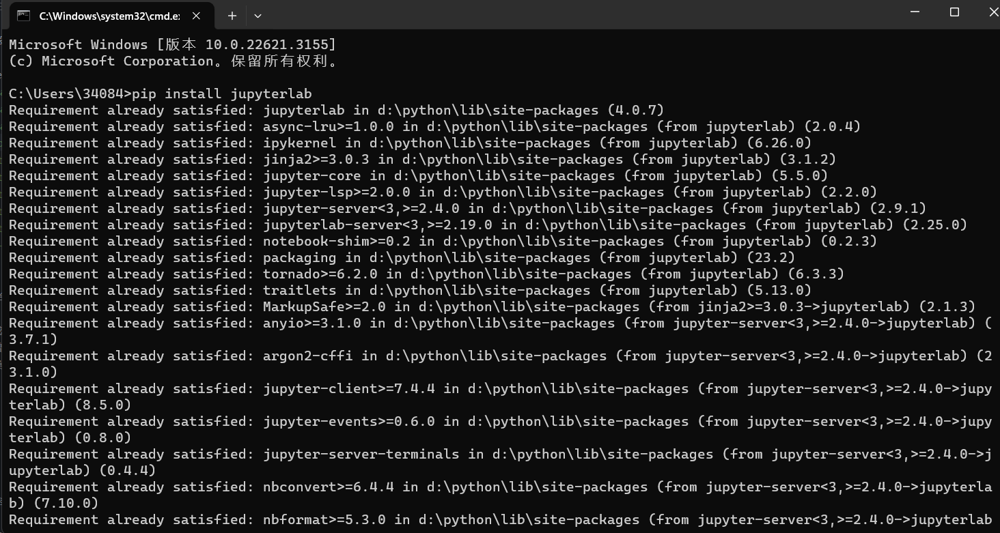 C:\Windows\system32\cmd.e
Microsoft Windows [版本 10.0.22621.3155]
(c) Microsoft Corporation。保留所有权利。
C:\Users\34084>pip install jupyterlab
Requirement already satisfied: jupyterlab in d:\python\lib\site-packages (4.0.7)
Requirement already satisfied: async-lru>=1.0.0 in d:\python\lib\site-packages (from jupyterlab) (2.0.4)
Requirement already satisfied: ipykernel in d:\python\lib\site-packages (from jupyterlab) (6.26.0)
Requirement already satisfied: jinja2>=3.0.3 in d:\python\lib\site-packages (from jupyterlab) (3.1.2)
Requirement already satisfied: jupyter-core in d:\python\lib\site-packages (from jupyterlab) (5.5.0)
Requirement already satisfied: jupyter-lsp>=2.0.0 in d:\python\lib\site-packages (from jupyterlab) (2.2.0)
Requirement already satisfied: jupyter-server<3,>=2.4.0 in d:\python\lib\site-packages (from jupyterlab) (2.9.1)
Requirement already satisfied: jupyterlab-server<3,>=2.19.0 in d:\python\lib\site-packages (from jupyterlab) (2.25.0)
Requirement already satisfied: notebook-shim>=0.2 in d:\python\lib\site-packages (from jupyterlab) (0.2.3)
Requirement already satisfied: packaging in d:\python\lib\site-packages (from jupyterlab) (23.2)
Requirement already satisfied: tornado>=6.2.0 in d:\python\lib\site-packages (from jupyterlab) (6.3.3)
Requirement already satisfied: traitlets in d:\python\lib\site-packages (from jupyterlab) (5.13.0)
Requirement already satisfied: MarkupSafe>=2.0 in d:\python\lib\site-packages (from jinja2>=3.0.3->jupyterlab) (2.1.3)
Requirement already satisfied: anyio>=3.1.0 in d:\python\lib\site-packages (from jupyter-server<3,>=2.4.0->jupyterlab) (
3.7.1)
Requirement already satisfied: argon2-cffi in d:\python\lib\site-packages (from jupyter-server<3,>=2.4.0->jupyterlab) (2
3.1.0)
Requirement already satisfied: jupyter-client>=7.4.4 in d:\python\lib\site-packages (from jupyter-server<3,>=2.4.0->jupy
terlab) (8.5.0)
Requirement already satisfied: jupyter-events>=0.6.0 in d:\python\lib\site-packages (from jupyter-server<3,>=2.4.0->jupy
terlab) (0.8.0)
Requirement already satisfied: jupyter-server-terminals in d:\python\lib\site-packages (from jupyter-server<3,>=2.4.0->j
upyterlab) (0.4.4)
Requirement already satisfied: nbconvert>=6.4.4 in d:\python\lib\site-packages (from jupyter-server<3,>=2.4.0->jupyterla
b) (7.10.0)
Requirement already satisfied: nbformat>=5.3.0 in d:\python\lib\site-packages (from jupyter-server<3,>=2.4.0->jupyterlab